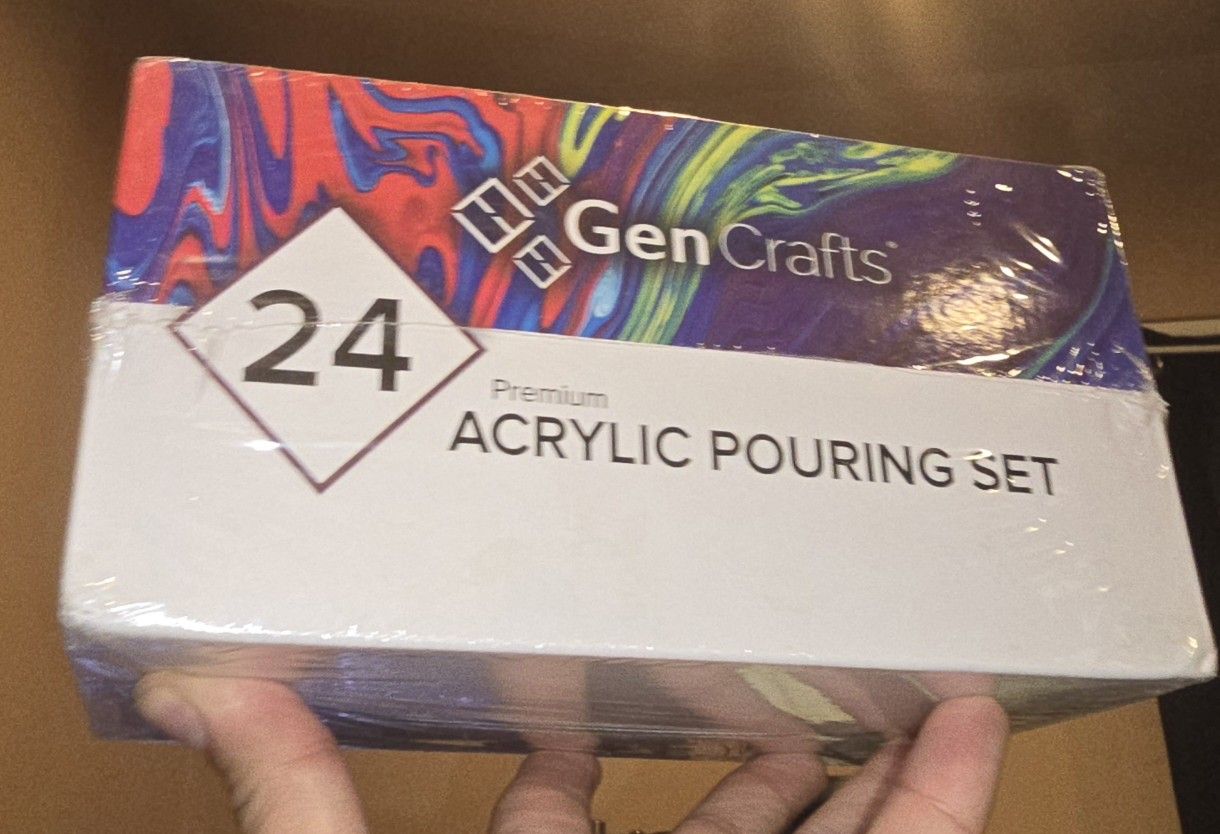 GenCrafts
24
Premium
ACRYLIC POURING SET